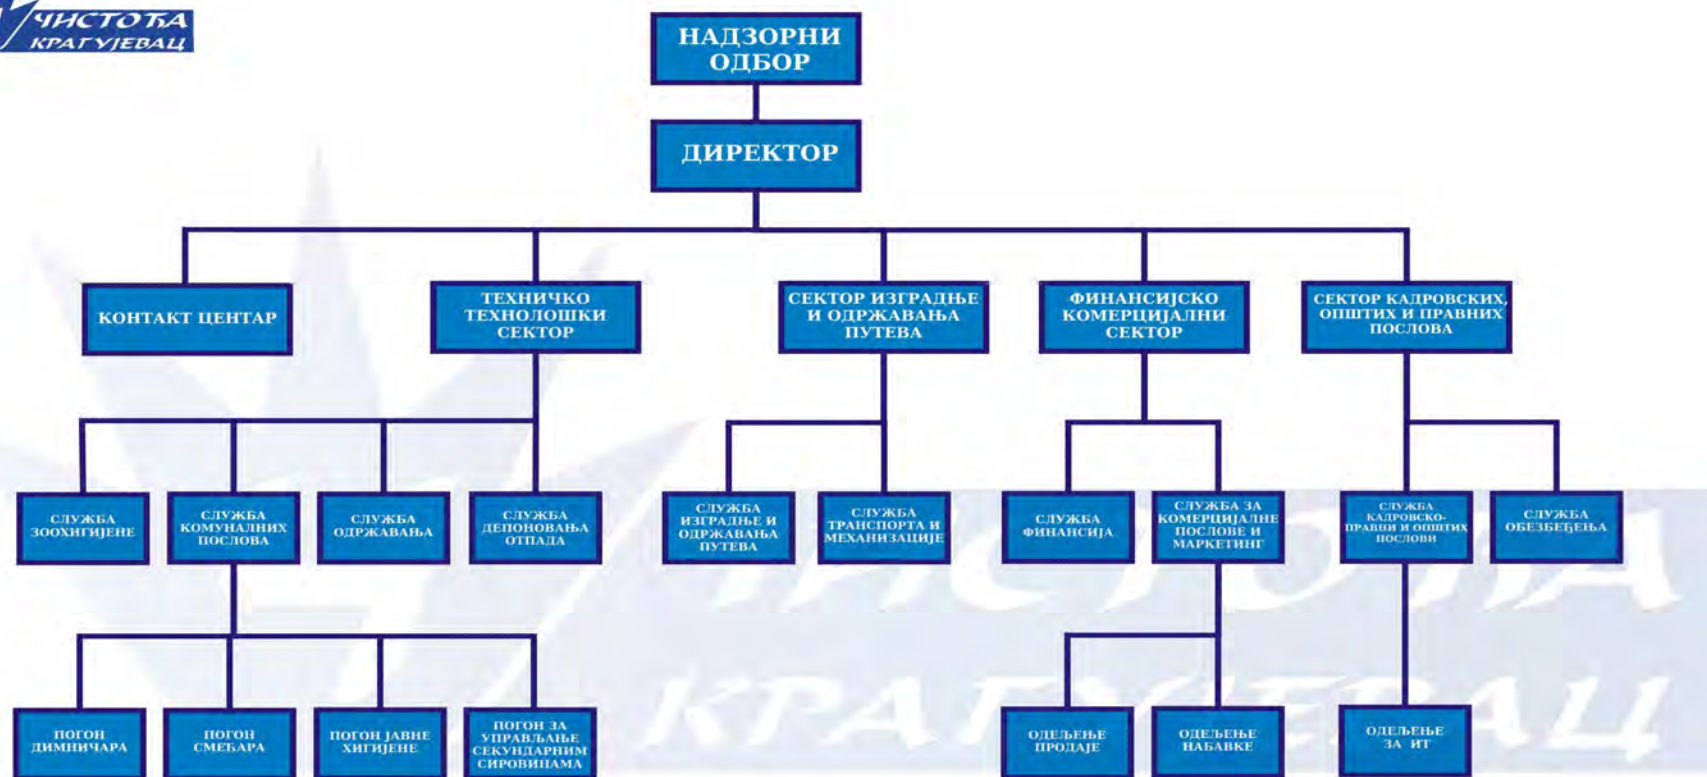 ЧИСТОЋА
КРАГУЈЕВАЦ
НАДЗОРНИ
ОДБОР
ДИРЕКТОР
КОНТАКТ ЦЕНТАР
ТЕХНИЧКО
ТЕХНОЛОШКИ
СЕКТОР
СЕКТОР ИЗГРАДЊЕ
И ОДРЖАВАЊА
ПУТЕВА
ФИНАНСИЈСКО
КОМЕРЦИЈАЛНИ
СЕКТОР
СЕКТОР КАДРОВСКИХ,
ОПШТИХ И ПРАВНИХ
ПОСЛОВА
СЛУЖБА
ЗООХИГИЈЕНЕ
СЛУЖБА
КОМУНАЛНИХ
ПОСЛОВА
СЛУЖБА
ОДРЖАВАЊА
СЛУЖБА
ДЕПОНОВАЊА
ОТПАДА
СЛУЖБА
ИЗГРАДЊЕ И
ОДРЖАВАЊА
ПУТЕВА
СЛУЖБА
ТРАНСПОРТА И
МЕХАНИЗАЦИЈЕ
СЛУЖБА
ФИНАНСИЈА
СЛУЖБА ЗА
КОМЕРЦИЈАЛНЕ
ПОСЛОВЕ И
МАРКЕТИНГ
СЛУЖБА
КАДРОВСКО-
ПРАВНИ И ОПШТИХ
ПОСЛОВИ
СЛУЖБА
ОБЕЗБЕЂЕЊА
ПОГОН
ДИМНИЧАРА
ПОГОН
СМЕЋАРА
ПОГОН ЈАВНЕ
ХИГИЈЕНЕ
ПОГОН ЗА
УПРАВЉАЊЕ
СЕКУНДАРНИМ
СИРОВИНАМА
ОДЕЉЕЊЕ
ПРОДАЈЕ
ОДЕЉЕЊЕ
НАБАВКЕ
ОДЕЉЕЊЕ
ЗА ИТ
ЧИСТОЋА
КРАГУЈЕВАЦ